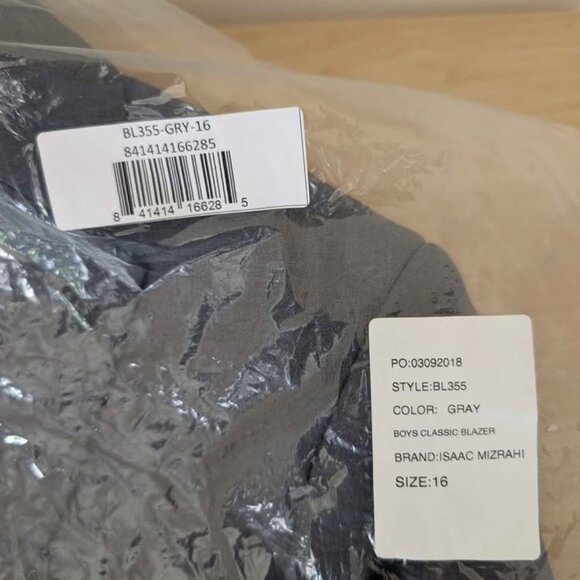 BL355-GRY-16
841414166285
8 41414 16628 5
PO:03092018
STYLE:BL355
COLOR: GRAY
BOYS CLASSIC BLAZER
BRAND:ISAAC MIZRAHI
SIZE:16